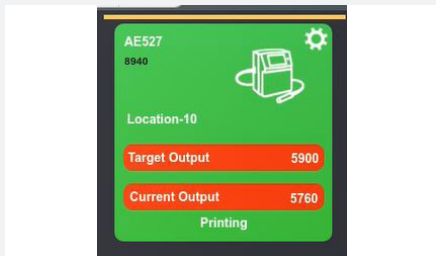 AE527
8940
Location-10
Target Output 5900
Current Output 5760
Printing